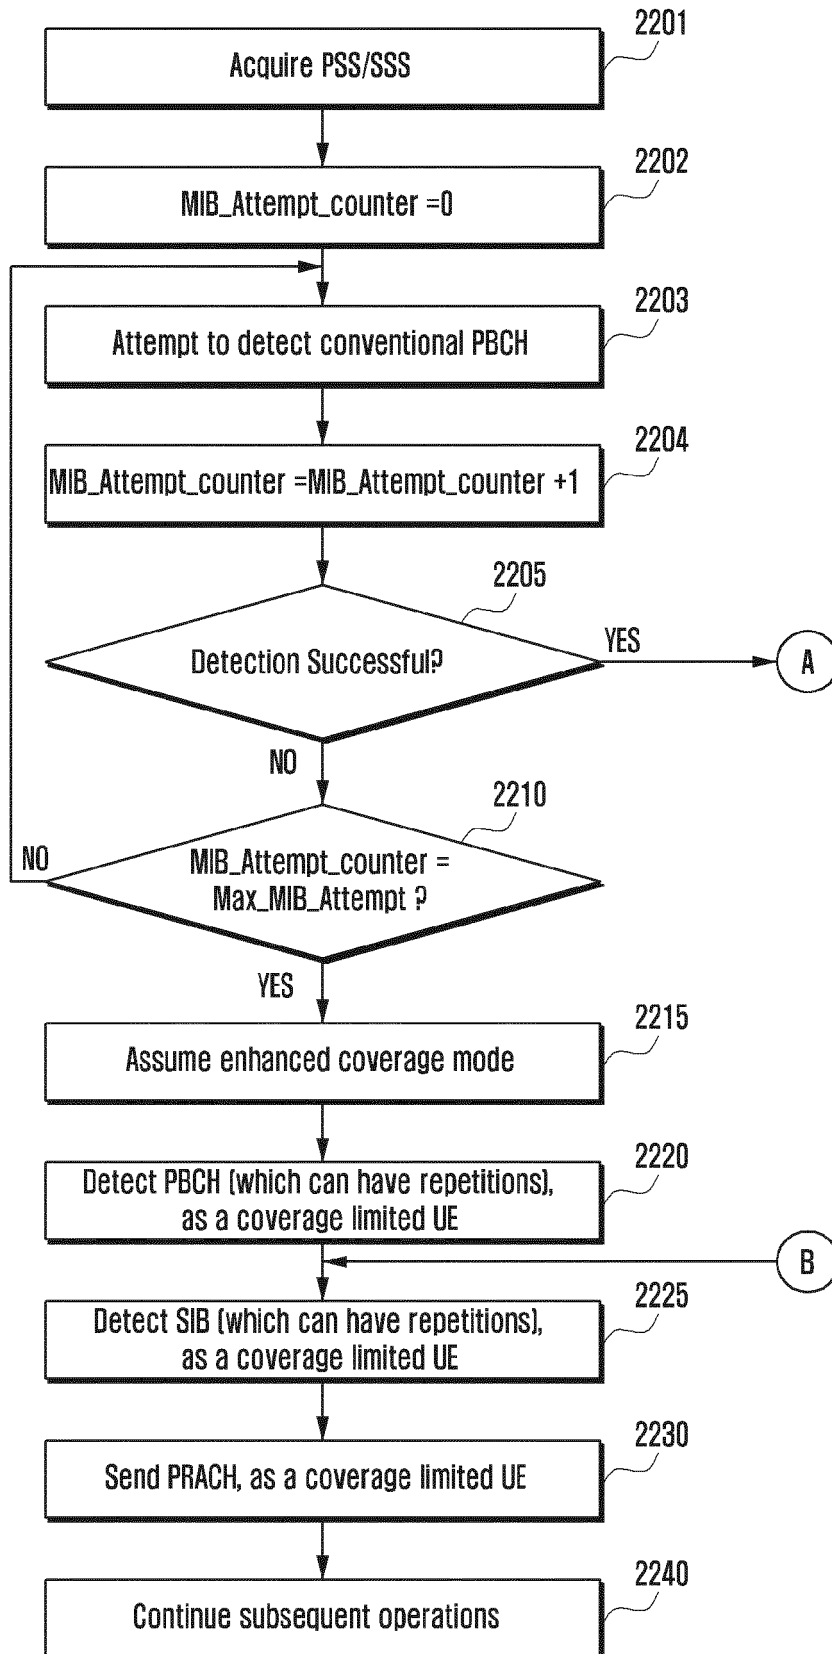 2201
Acquire PSS/SSS
2202
MIB_Attempt_counter =0
2203
Attempt to detect conventional PBCH
2204
MIB_Attempt_counter =MIB_Attempt_counter +1
2205
Detection Successful?
YES
A
NO
2210
NO
MIB_Attempt_counter =
Max_MIB_Attempt ?
YES
2215
Assume enhanced coverage mode
2220
Detect PBCH (which can have repetitions),
as a coverage limited UE
B
2225
Detect SIB (which can have repetitions),
as a coverage limited UE
2230
Send PRACH, as a coverage limited UE
2240
Continue subsequent operations